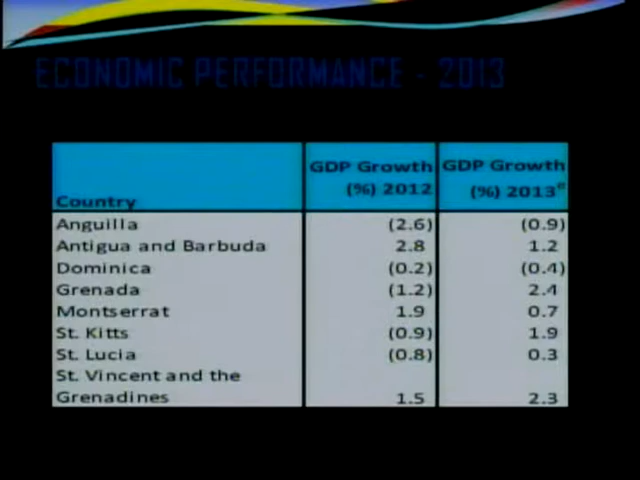 ECONOMIC PERFORMANCE - 2013
Country GDP Growth (%) 2012 GDP Growth (%) 2013e
Anguilla (2.6) (0.9)
Antigua and Barbuda 2.8 1.2
Dominica (0.2) (0.4)
Grenada (1.2) 2.4
Montserrat 1.9 0.7
St. Kitts (0.9) 1.9
St. Lucia (0.8) 0.3
St. Vincent and the
Grenadines 1.5 2.3